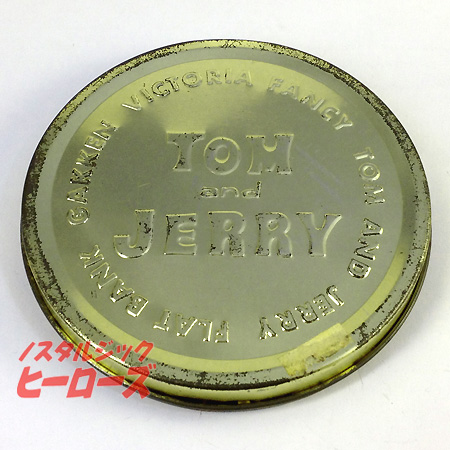 GAKKEN VICTORIA FANCY TOM AND JERRY FLAT BANK
TOM
and
JERRY
ノスタルジック
ヒーローズ